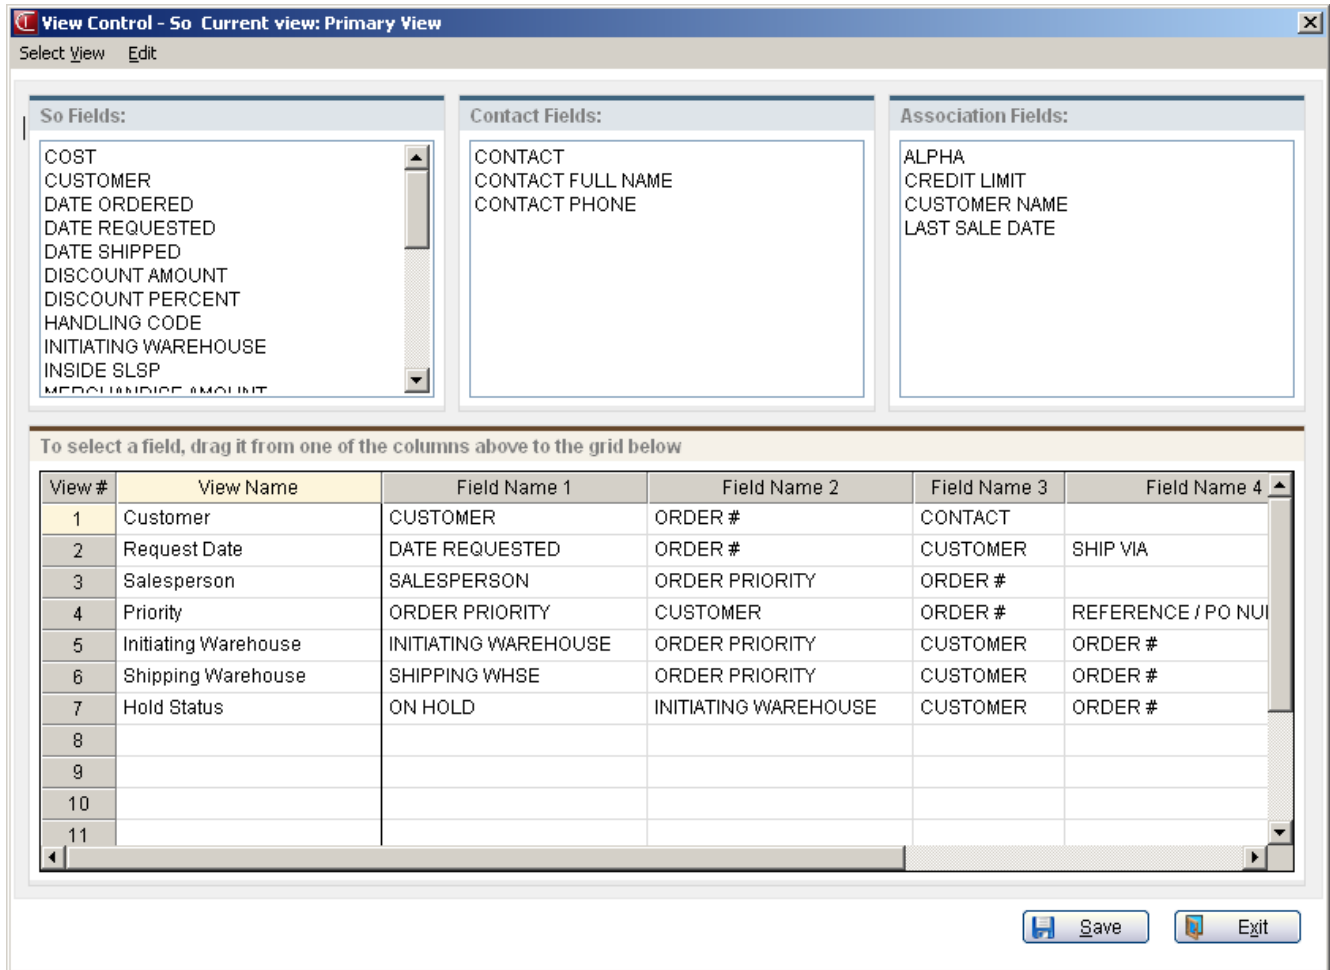 View Control - So Current view: Primary View
Select View Edit
So Fields: Contact Fields: Association Fields:
COST
CUSTOMER
DATE ORDERED
DATE REQUESTED
DATE SHIPPED
DISCOUNT AMOUNT
DISCOUNT PERCENT
HANDLING CODE
INITIATING WAREHOUSE
INSIDE SLSP
MERCHANDISE AMOUNT
CONTACT
CONTACT FULL NAME
CONTACT PHONE
ALPHA
CREDIT LIMIT
CUSTOMER NAME
LAST SALE DATE
To select a field, drag it from one of the columns above to the grid below
View # View Name Field Name 1 Field Name 2 Field Name 3 Field Name 4
1 Customer CUSTOMER ORDER # CONTACT
2 Request Date DATE REQUESTED ORDER # CUSTOMER SHIP VIA
3 Salesperson SALESPERSON ORDER PRIORITY ORDER #
4 Priority ORDER PRIORITY CUSTOMER ORDER # REFERENCE / PO NUI
5 Initiating Warehouse INITIATING WAREHOUSE ORDER PRIORITY CUSTOMER ORDER #
6 Shipping Warehouse SHIPPING WHSE ORDER PRIORITY CUSTOMER ORDER #
7 Hold Status ON HOLD INITIATING WAREHOUSE CUSTOMER ORDER #
8
9
10
11
Save Exit